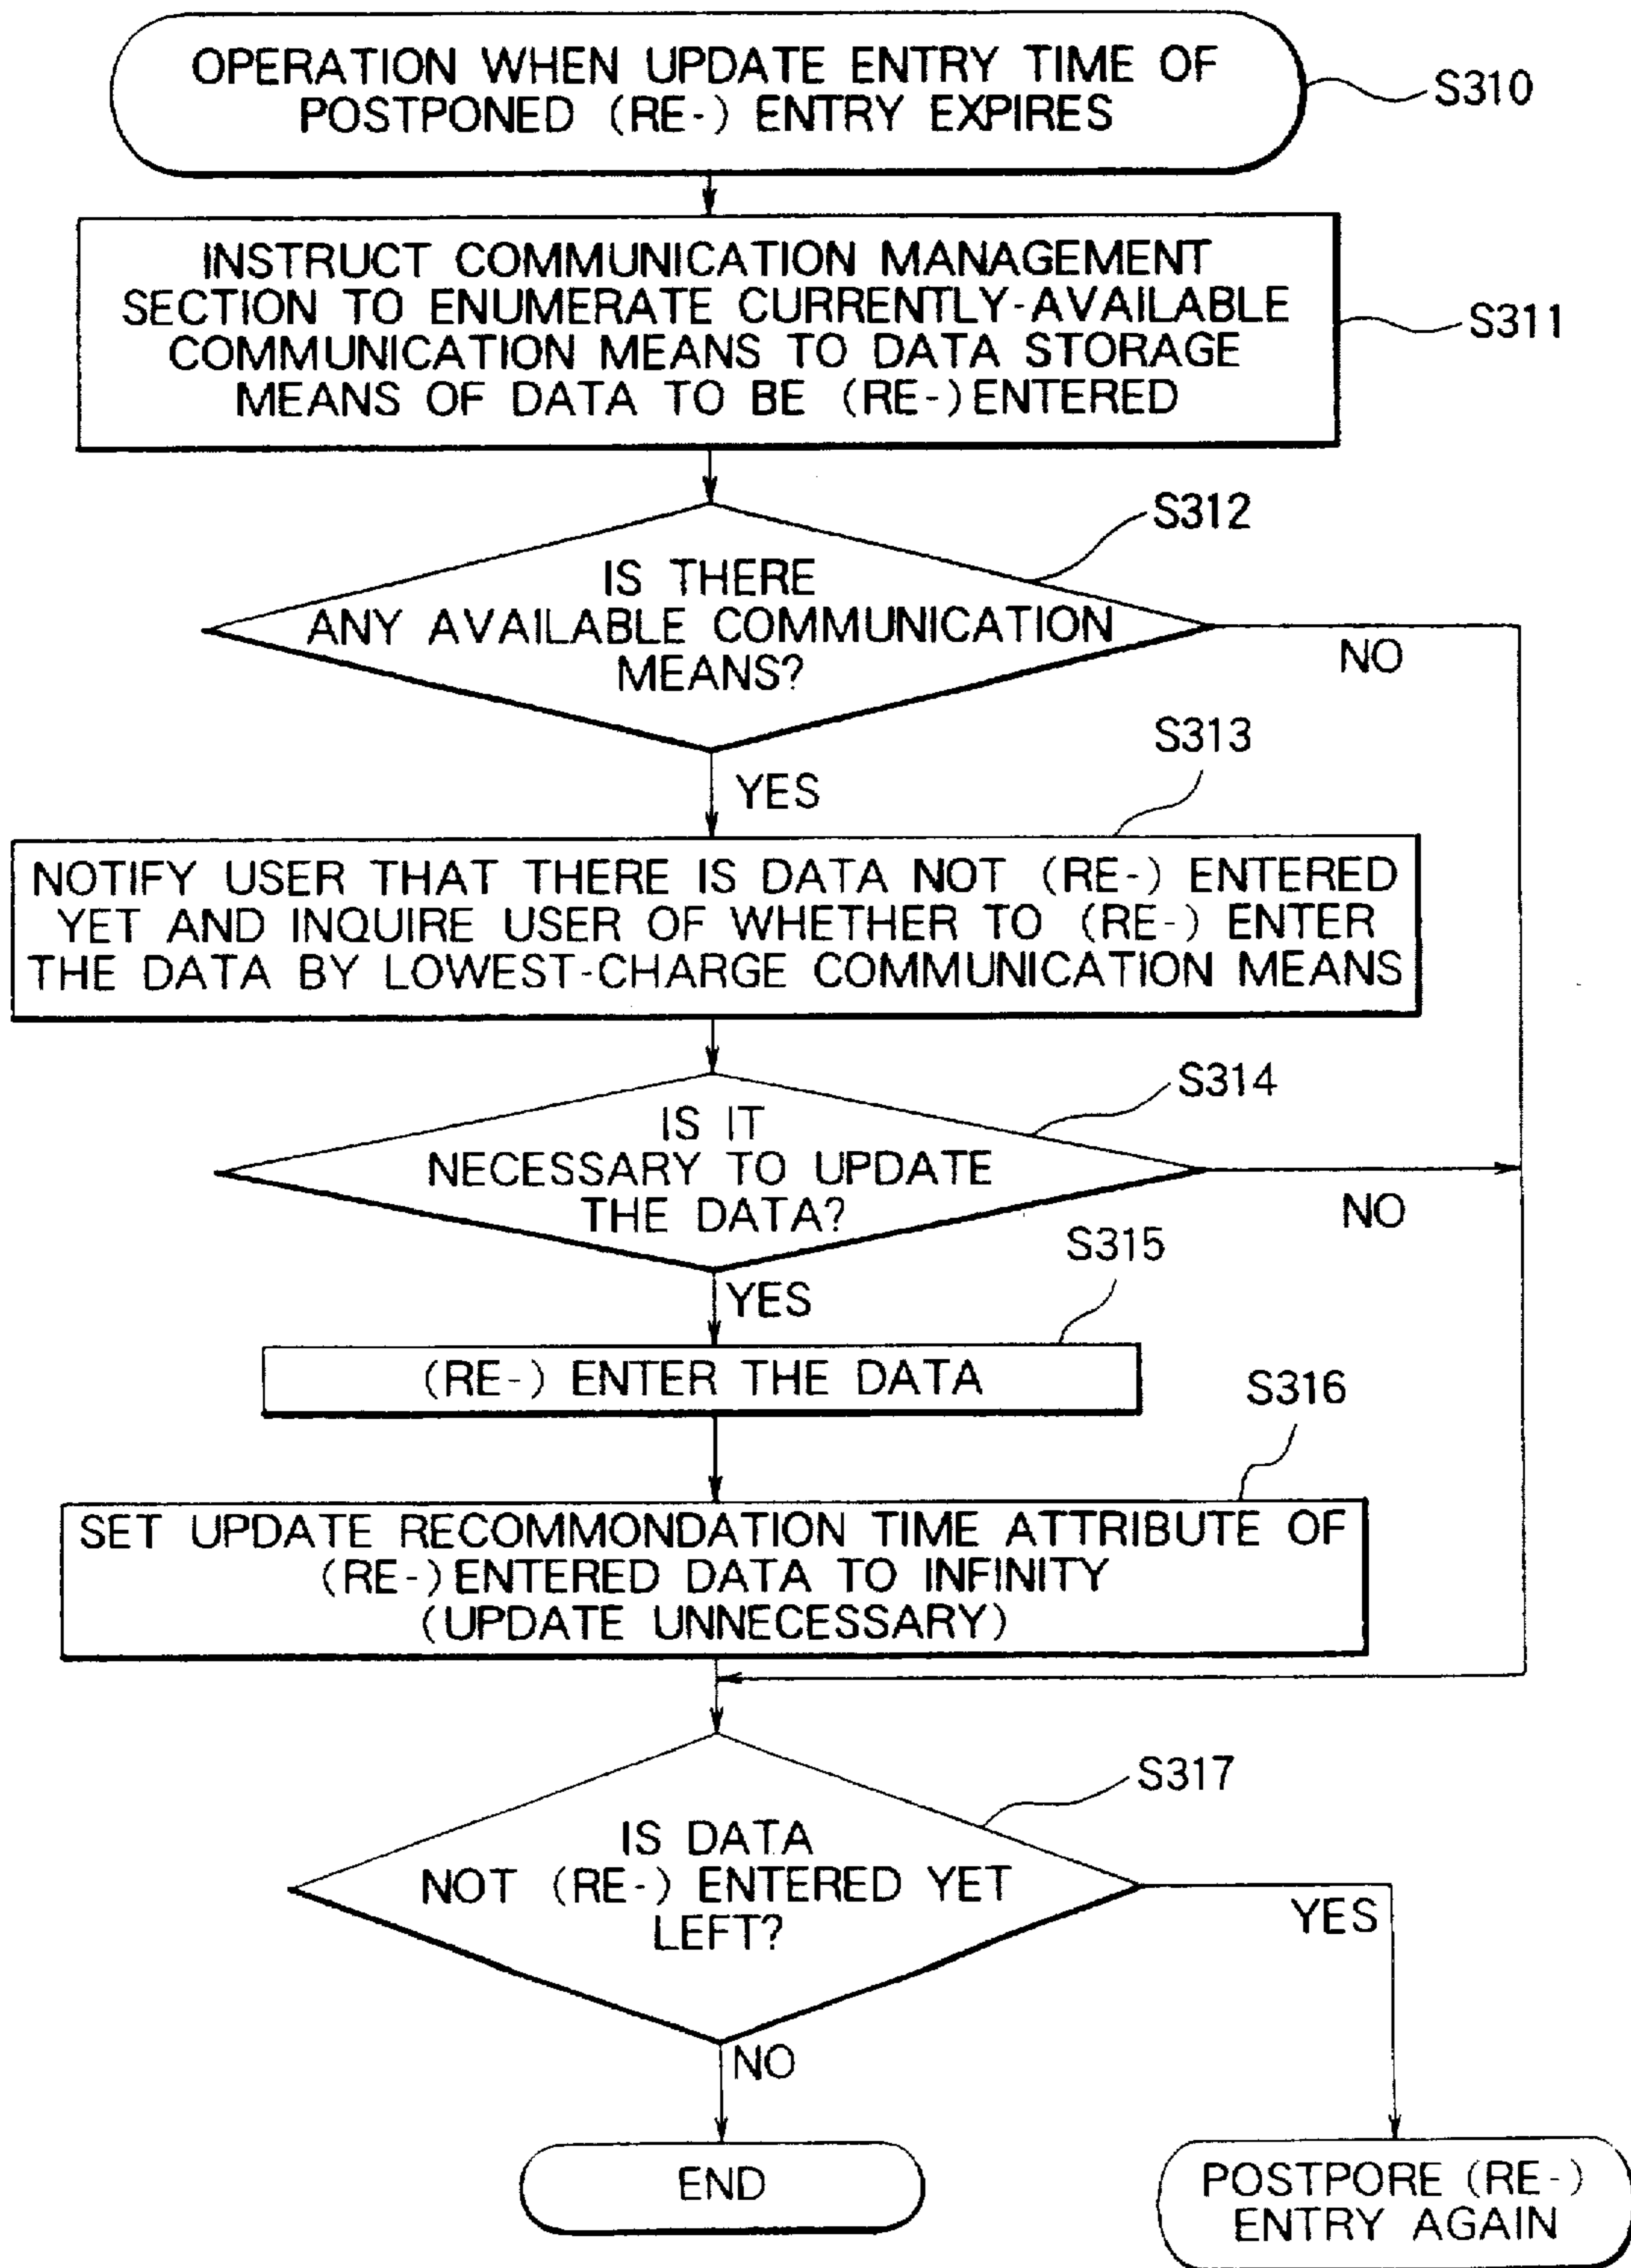 OPERATION WHEN UPDATE ENTRY TIME OF
POSTPONED (RE-) ENTRY EXPIRES
S310
INSTRUCT COMMUNICATION MANAGEMENT
SECTION TO ENUMERATE CURRENTLY-AVAILABLE
COMMUNICATION MEANS TO DATA STORAGE
MEANS OF DATA TO BE (RE-)ENTERED
S311
S312
IS THERE
ANY AVAILABLE COMMUNICATION
MEANS?
NO
YES
S313
NOTIFY USER THAT THERE IS DATA NOT (RE-) ENTERED
YET AND INQUIRE USER OF WHETHER TO (RE-) ENTER
THE DATA BY LOWEST-CHARGE COMMUNICATION MEANS
S314
IS IT
NECESSARY TO UPDATE
THE DATA?
NO
YES
S315
(RE-) ENTER THE DATA
S316
SET UPDATE RECOMMONDATION TIME ATTRIBUTE OF
(RE-)ENTERED DATA TO INFINITY
(UPDATE UNNECESSARY)
S317
IS DATA
NOT (RE-) ENTERED YET
LEFT?
YES
NO
END
POSTPORE (RE-)
ENTRY AGAIN